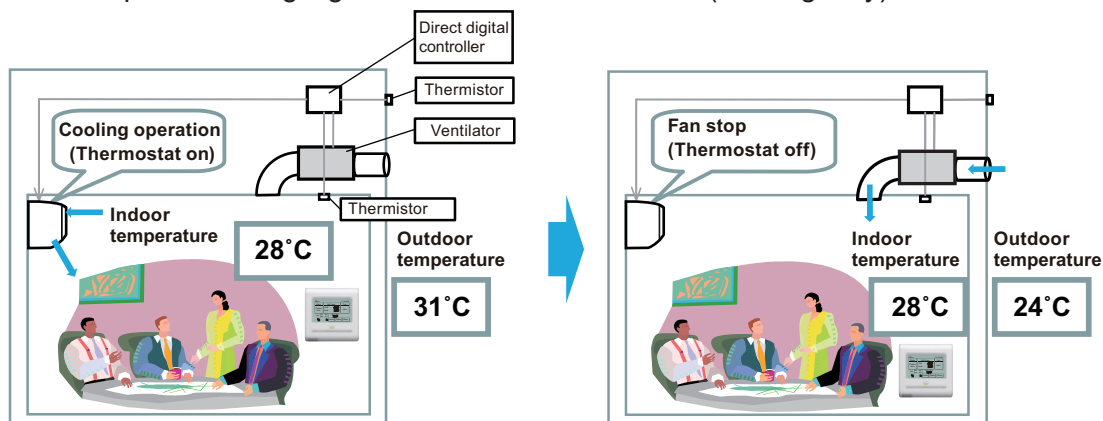 Direct digital
controller
Thermistor
Cooling operation
(Thermostat on)
Ventilator
Thermistor
Indoor
temperature
28˚C
Outdoor
temperature
31˚C
Fan stop
(Thermostat off)
Indoor
temperature
28˚C
Outdoor
temperature
24˚C